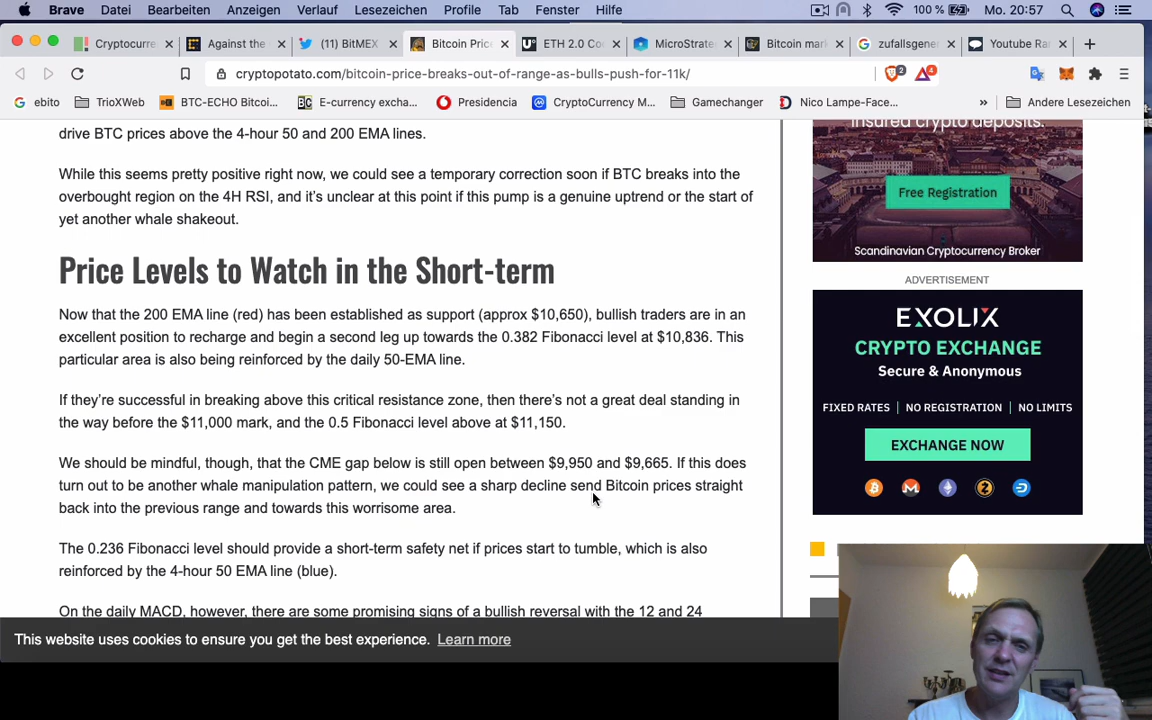 Brave Datei Bearbeiten Anzeigen Verlauf Lesezeichen Profile Tab Fenster Hilfe 100 % Mo. 20:57
Cryptocurre Against the (11) BitMEX Bitcoin Pric ETH 2.0 Co MicroStrate Bitcoin mar zufallsgener Youtube Ra
cryptopotato.com/bitcoin-price-breaks-out-of-range-as-bulls-push-for-11k/ 2 4
ebito TrioXWeb BTC-ECHO Bitcoi... E-currency excha... Presidencia CryptoCurrency M... Gamechanger Nico Lampe-Face... » Andere Lesezeichen
drive BTC prices above the 4-hour 50 and 200 EMA lines.
While this seems pretty positive right now, we could see a temporary correction soon if BTC breaks into the
overbought region on the 4H RSI, and it's unclear at this point if this pump is a genuine uptrend or the start of
yet another whale shakeout.
Price Levels to Watch in the Short-term
Now that the 200 EMA line (red) has been established as support (approx $10,650), bullish traders are in an
excellent position to recharge and begin a second leg up towards the 0.382 Fibonacci level at $10,836. This
particular area is also being reinforced by the daily 50-EMA line.
If they're successful in breaking above this critical resistance zone, then there's not a great deal standing in
the way before the $11,000 mark, and the 0.5 Fibonacci level above at $11,150.
We should be mindful, though, that the CME gap below is still open between $9,950 and $9,665. If this does
turn out to be another whale manipulation pattern, we could see a sharp decline send Bitcoin prices straight
back into the previous range and towards this worrisome area.
The 0.236 Fibonacci level should provide a short-term safety net if prices start to tumble, which is also
reinforced by the 4-hour 50 EMA line (blue).
On the daily MACD, however, there are some promising signs of a bullish reversal with the 12 and 24
insured crypto deposits.
Free Registration
Scandinavian Cryptocurrency Broker
ADVERTISEMENT
EXOLIX
CRYPTO EXCHANGE
Secure & Anonymous
FIXED RATES | NO REGISTRATION | NO LIMITS
EXCHANGE NOW
This website uses cookies to ensure you get the best experience. Learn more